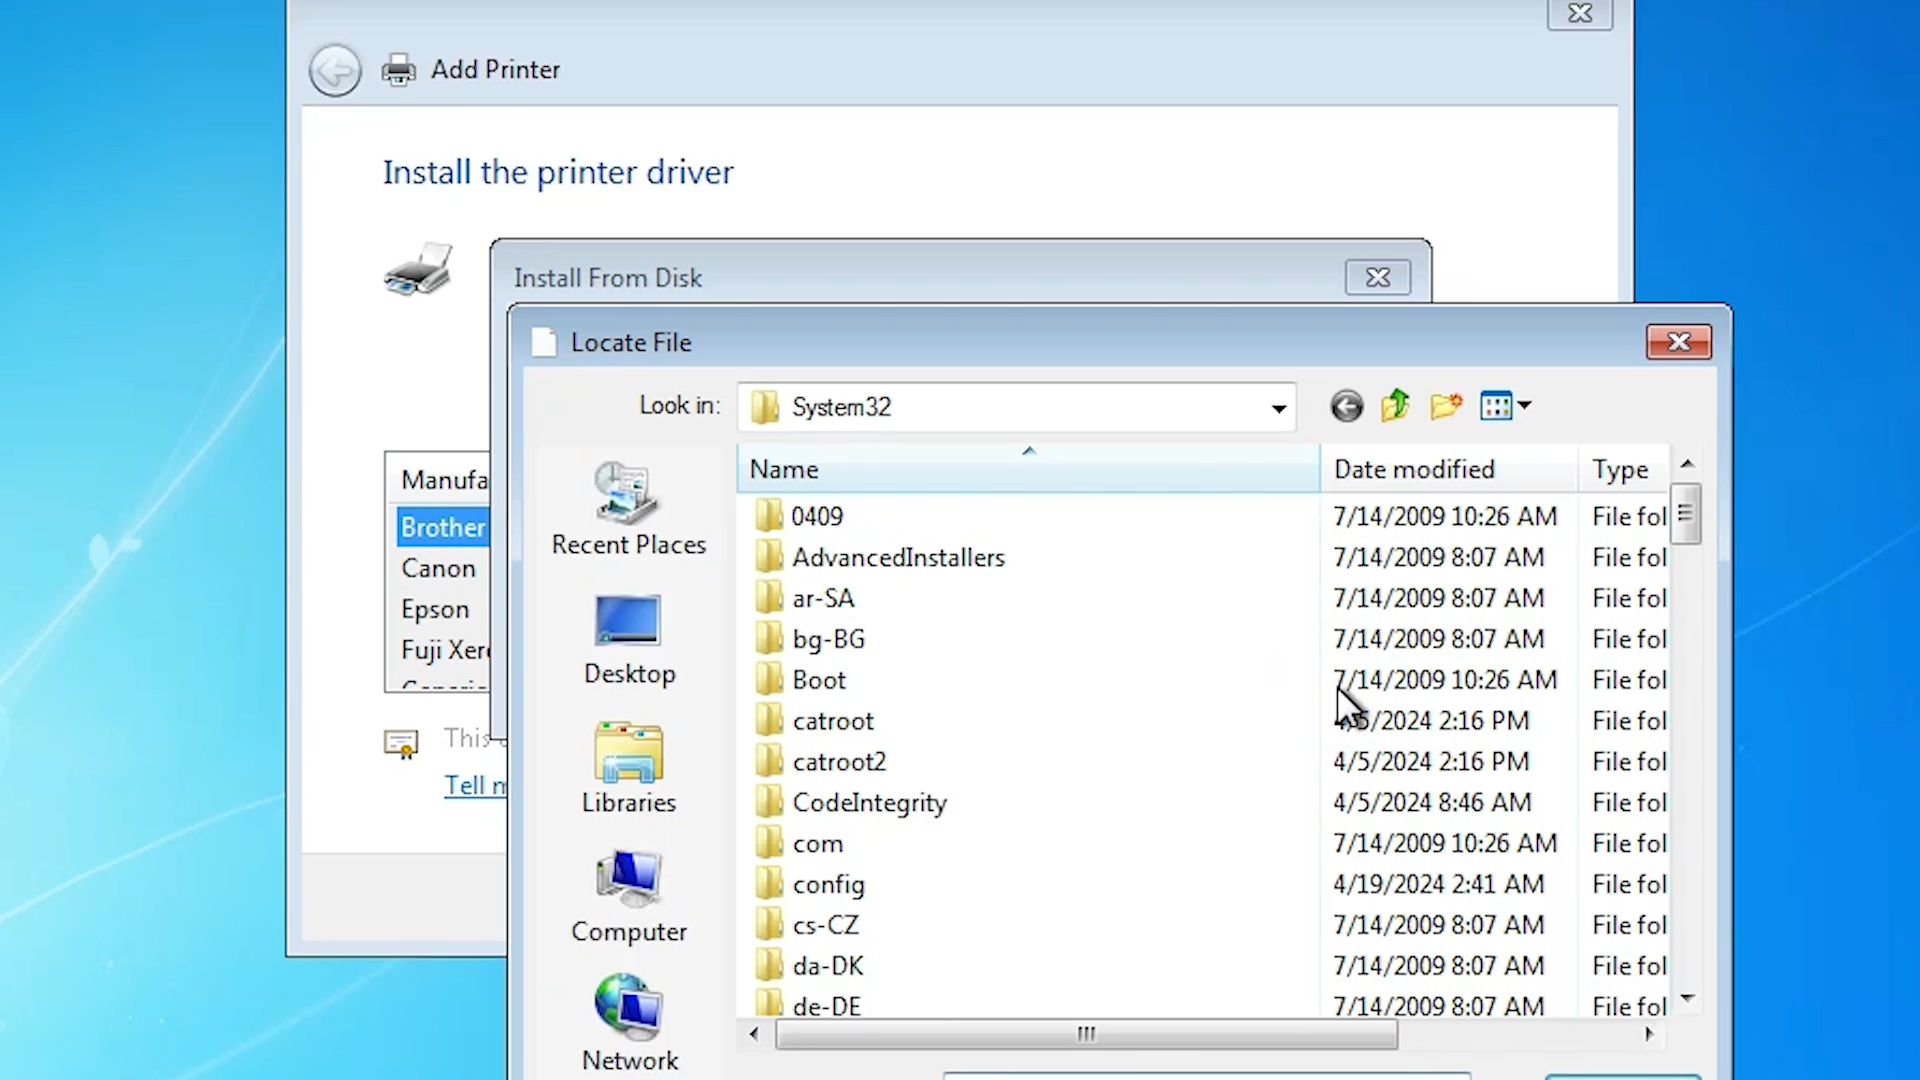 Add Printer
Install the printer driver
Install From Disk
Locate File
Look in: System32
Name Date modified Type
0409 7/14/2009 10:26 AM File fol
AdvancedInstallers 7/14/2009 8:07 AM File fol
ar-SA 7/14/2009 8:07 AM File fol
bg-BG 7/14/2009 8:07 AM File fol
Boot 7/14/2009 10:26 AM File fol
catroot 4/5/2024 2:16 PM File fol
catroot2 4/5/2024 2:16 PM File fol
CodeIntegrity 4/5/2024 8:46 AM File fol
com 7/14/2009 10:26 AM File fol
config 4/19/2024 2:41 AM File fol
cs-CZ 7/14/2009 8:07 AM File fol
da-DK 7/14/2009 8:07 AM File fol
de-DE 7/14/2009 8:07 AM File fol
Recent Places
Desktop
Libraries
Computer
Network
Manufa
Brother
Canon
Epson
Fuji Xer
This
Tell